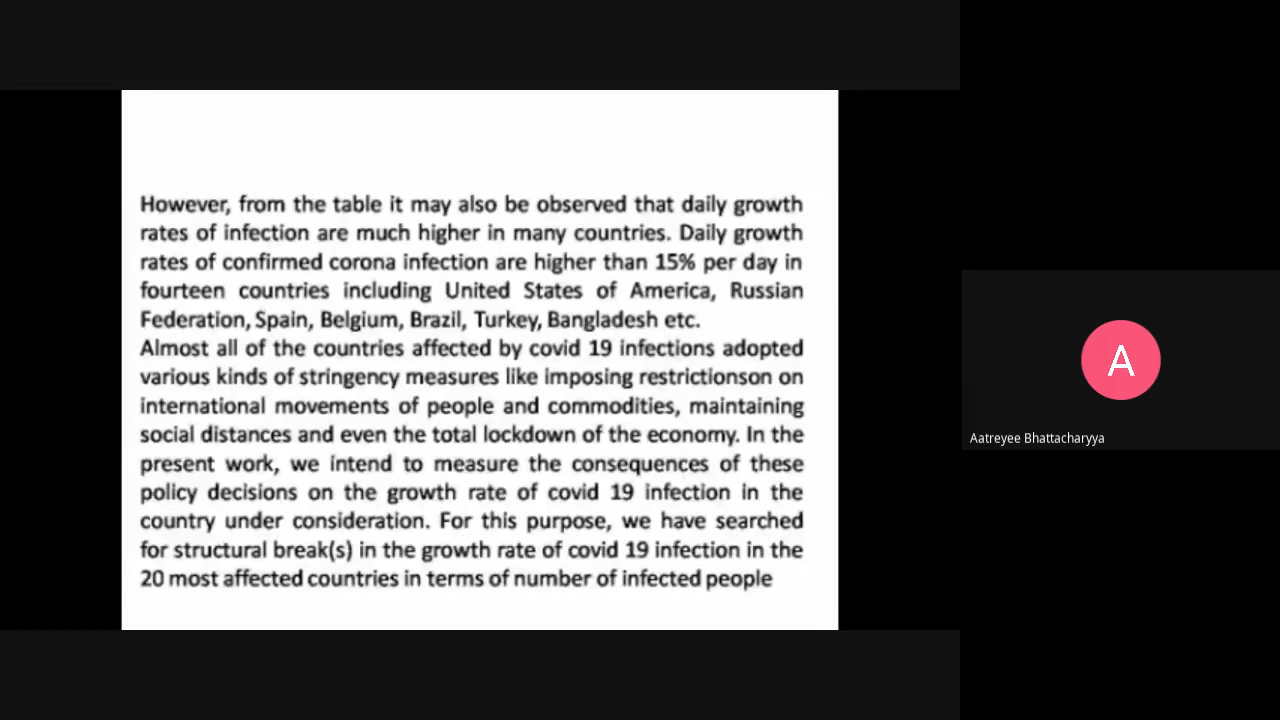 However, from the table it may also be observed that daily growth
rates of infection are much higher in many countries. Daily growth
rates of confirmed corona infection are higher than 15% per day in
fourteen countries including United States of America, Russian
Federation, Spain, Belgium, Brazil, Turkey, Bangladesh etc.
Almost all of the countries affected by covid 19 infections adopted
various kinds of stringency measures like imposing restrictionson on
international movements of people and commodities, maintaining
social distances and even the total lockdown of the economy. In the
present work, we intend to measure the consequences of these
policy decisions on the growth rate of covid 19 infection in the
country under consideration. For this purpose, we have searched
for structural break(s) in the growth rate of covid 19 infection in the
20 most affected countries in terms of number of infected people
A
Aatreyee Bhattacharyya